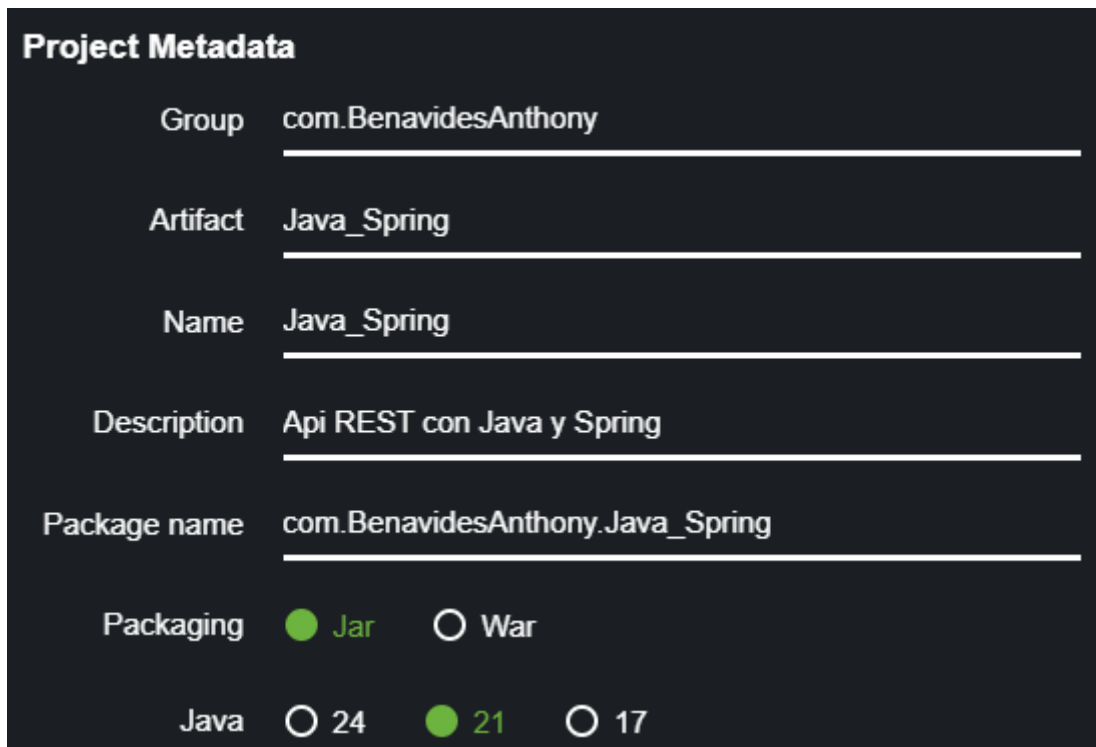 Project Metadata
Group com.BenavidesAnthony
Artifact Java_Spring
Name Java_Spring
Description Api REST con Java y Spring
Package name com.BenavidesAnthony.Java_Spring
Packaging Jar War
Java 24 21 17